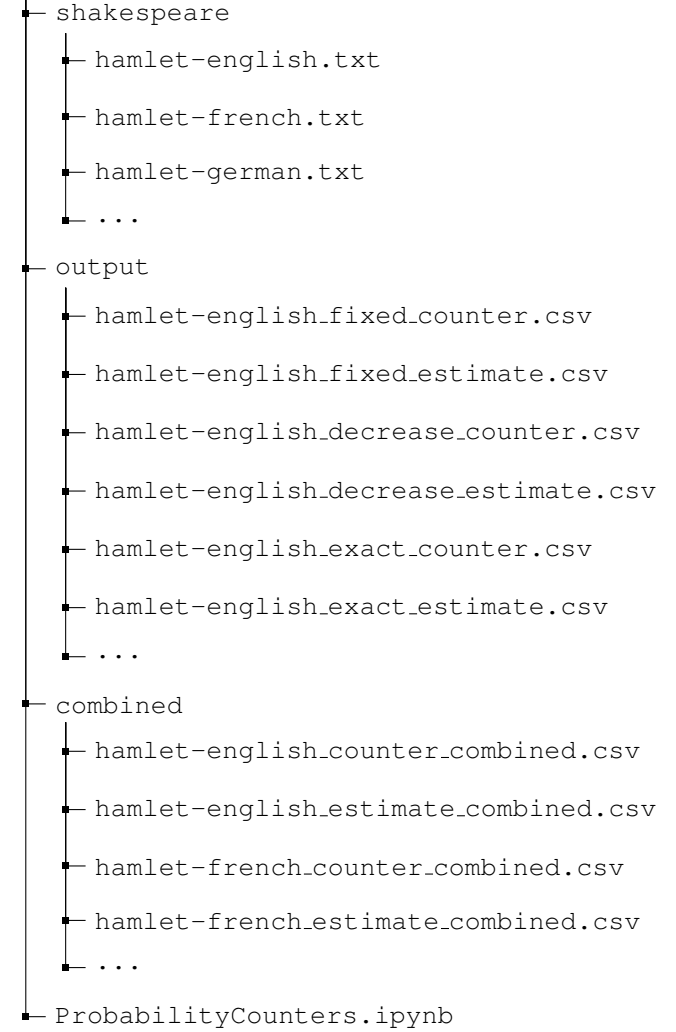 shakespeare
hamlet-english.txt
hamlet-french.txt
hamlet-german.txt
...
output
hamlet-english_fixed_counter.csv
hamlet-english_fixed_estimate.csv
hamlet-english_decrease_counter.csv
hamlet-english_decrease_estimate.csv
hamlet-english_exact_counter.csv
hamlet-english_exact_estimate.csv
...
combined
hamlet-english_counter_combined.csv
hamlet-english_estimate_combined.csv
hamlet-french_counter_combined.csv
hamlet-french_estimate_combined.csv
...
ProbabilityCounters.ipynb